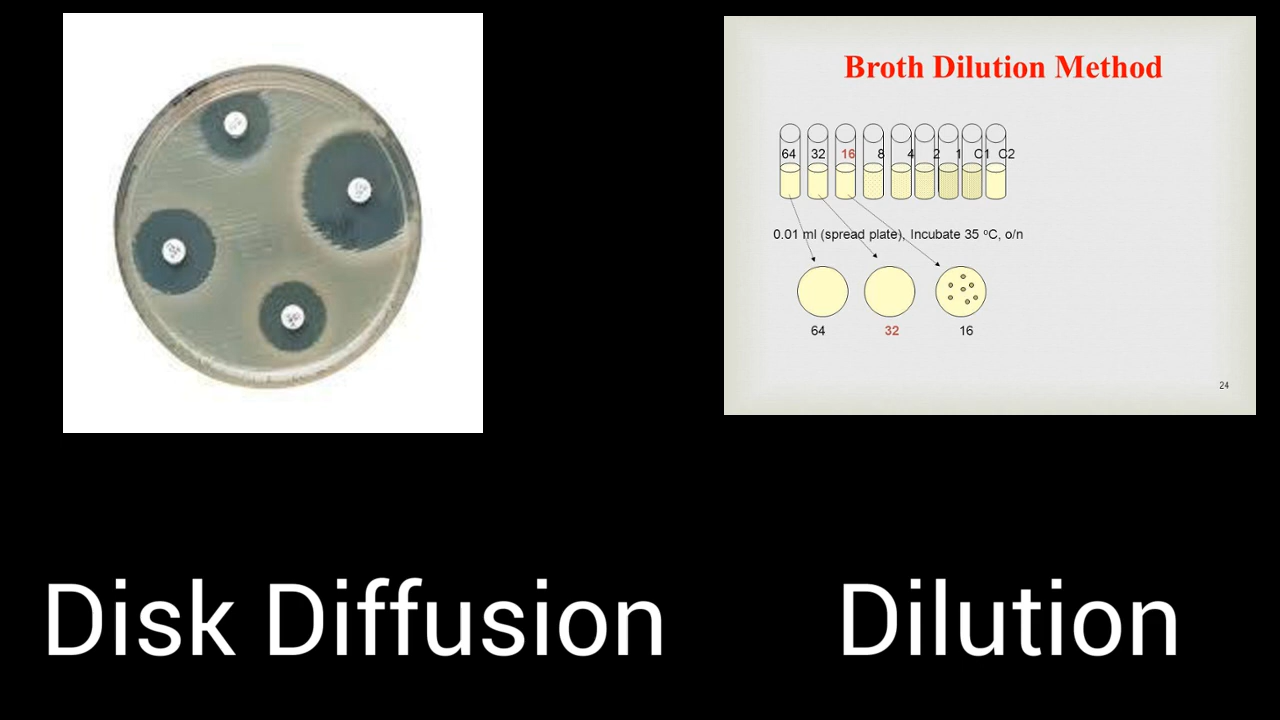 Broth Dilution Method
64 32 16 8 4 2 1 C1 C2
0.01 ml (spread plate), Incubate 35 ºC, o/n
64 32 16
24
Disk Diffusion
Dilution